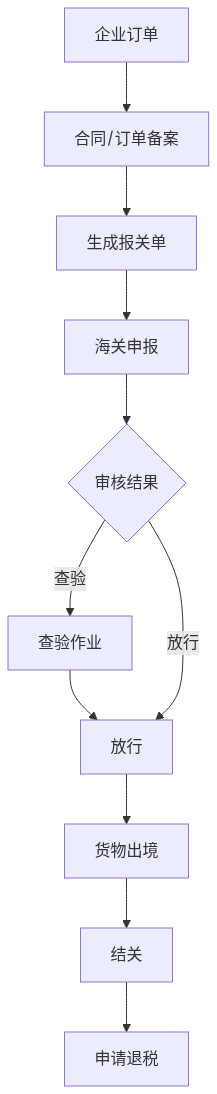 企业订单
合同/订单备案
生成报关单
海关申报
审核结果
查验
放行
查验作业
放行
货物出境
结关
申请退税